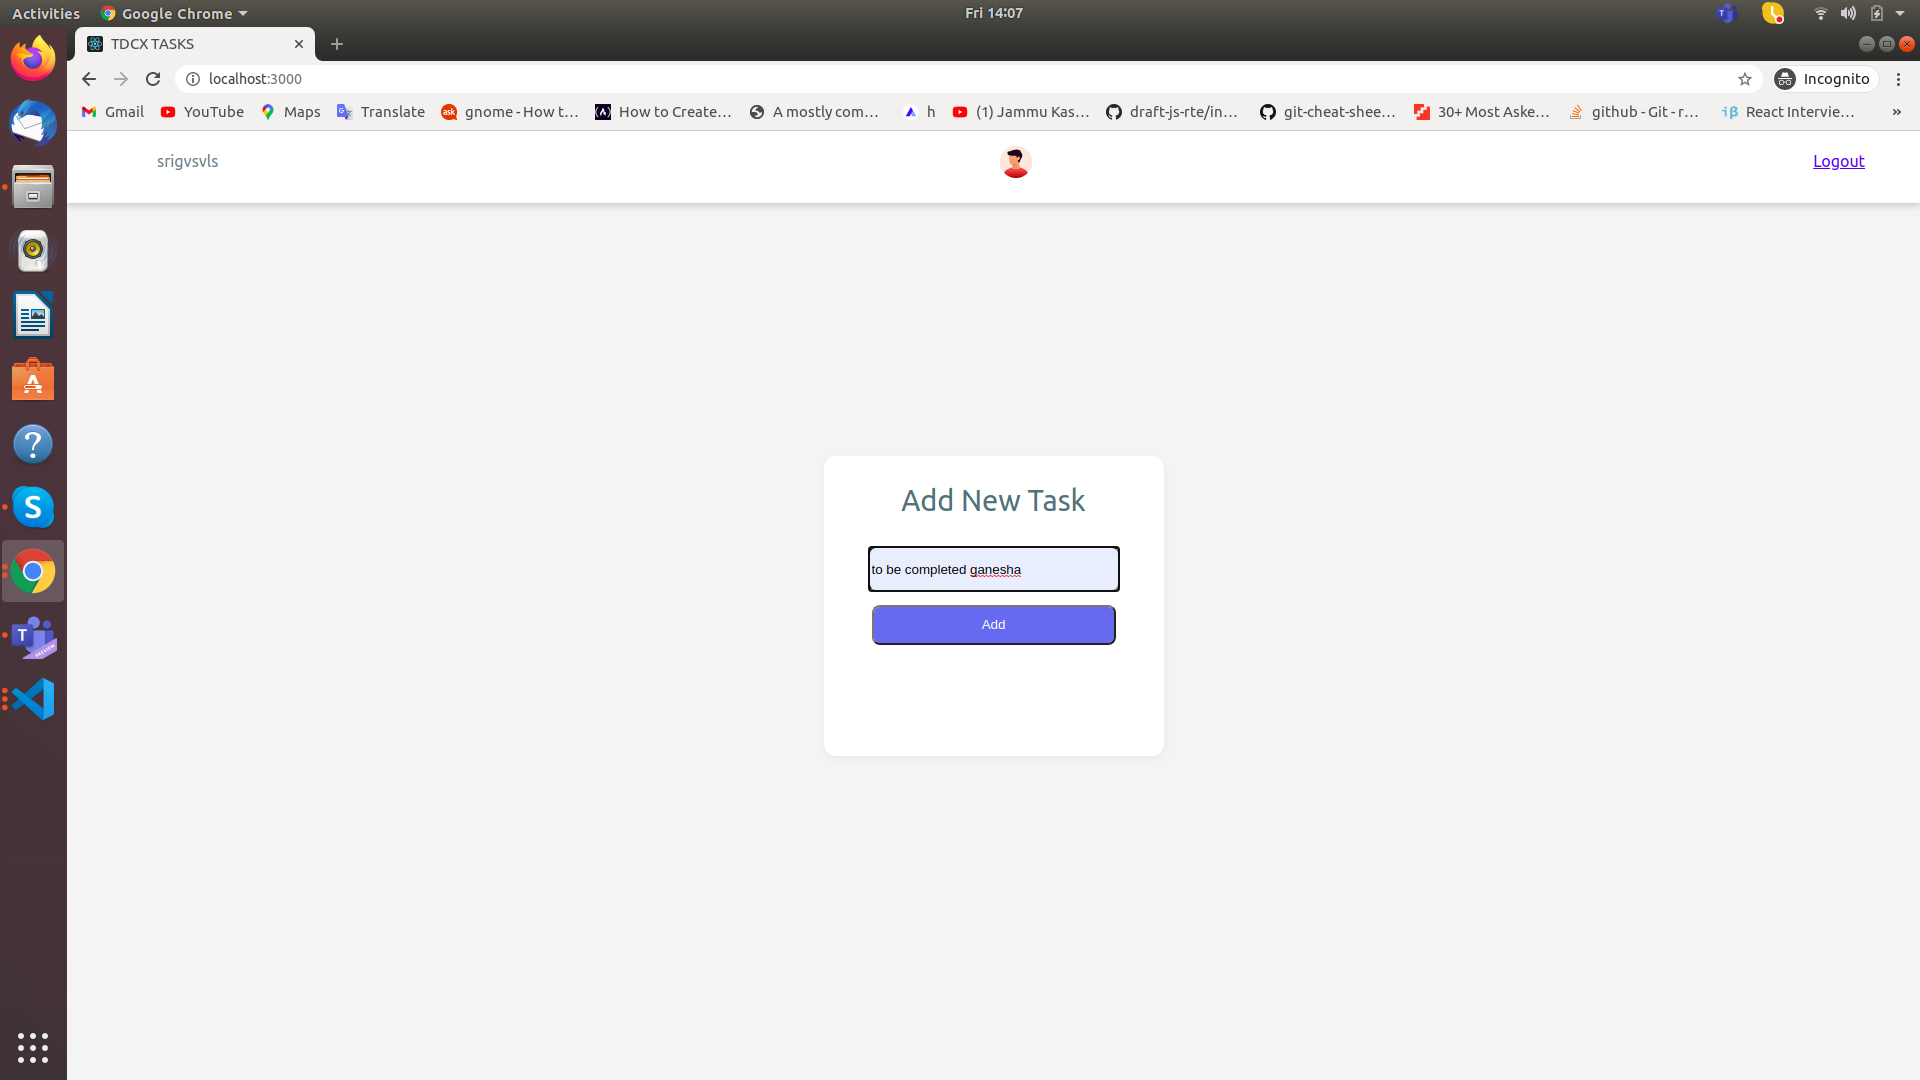 Activities Google Chrome Fri 14:07
TDCX TASKS
localhost:3000 Incognito
Gmail YouTube Maps Translate gnome - How t... How to Create... A mostly com... h (1) Jammu Kas... draft-js-rte/in... git-cheat-shee... 30+ Most Aske... github - Git - r... React Intervie... »
srigvsvls Logout
Add New Task
to be completed ganesha
Add